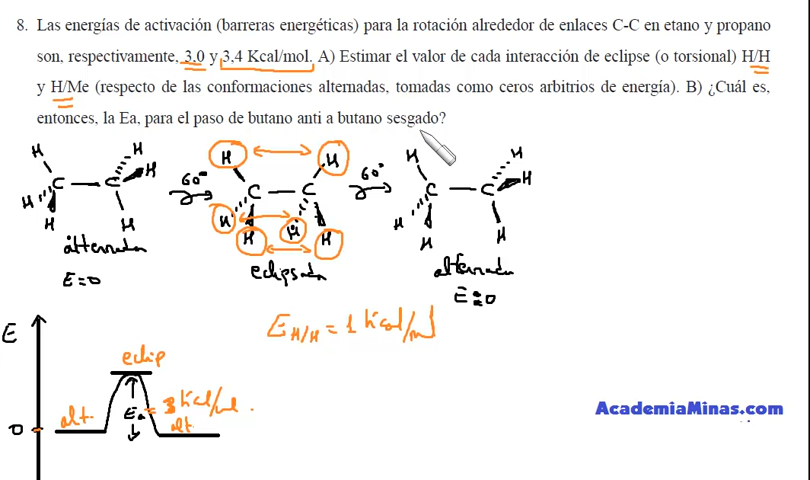 8. Las energías de activación (barreras energéticas) para la rotación alrededor de enlaces C-C en etano y propano
son, respectivamente, 3,0 y 3,4 Kcal/mol. A) Estimar el valor de cada interacción de eclipse (o torsional) H/H
y H/Me (respecto de las conformaciones alternadas, tomadas como ceros arbitrios de energía). B) ¿Cuál es,
entonces, la Ea, para el paso de butano anti a butano sesgado?
H H H H H H
H 60° 60° H
C C C C C C
H H H H
H H H H H H
alternada eclipsada alternada
E=0 E=0
E
E H/H = 1 Kcal/ml
eclip
alt. Ea = 3 Kcal/ml. alt
0
AcademiaMinas.com